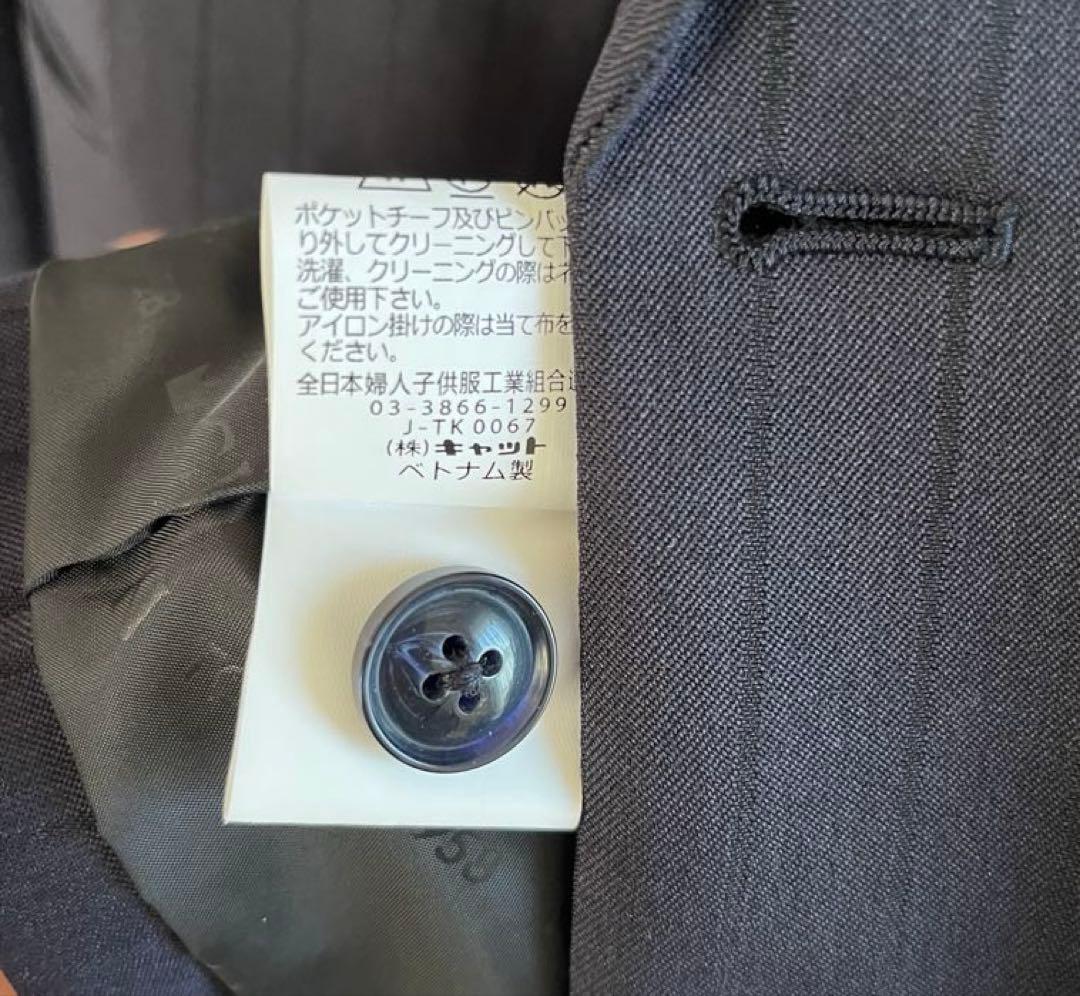 ポケットチーフ及びピンバッ
り外してクリーニングして下
洗濯、クリーニングの際はネ
ご使用下さい。
アイロン掛けの際は当て布を
ください。
全日本婦人子供服工業組合連
03-3866-1299
J-TK0067
(株)キャット
ベトナム製